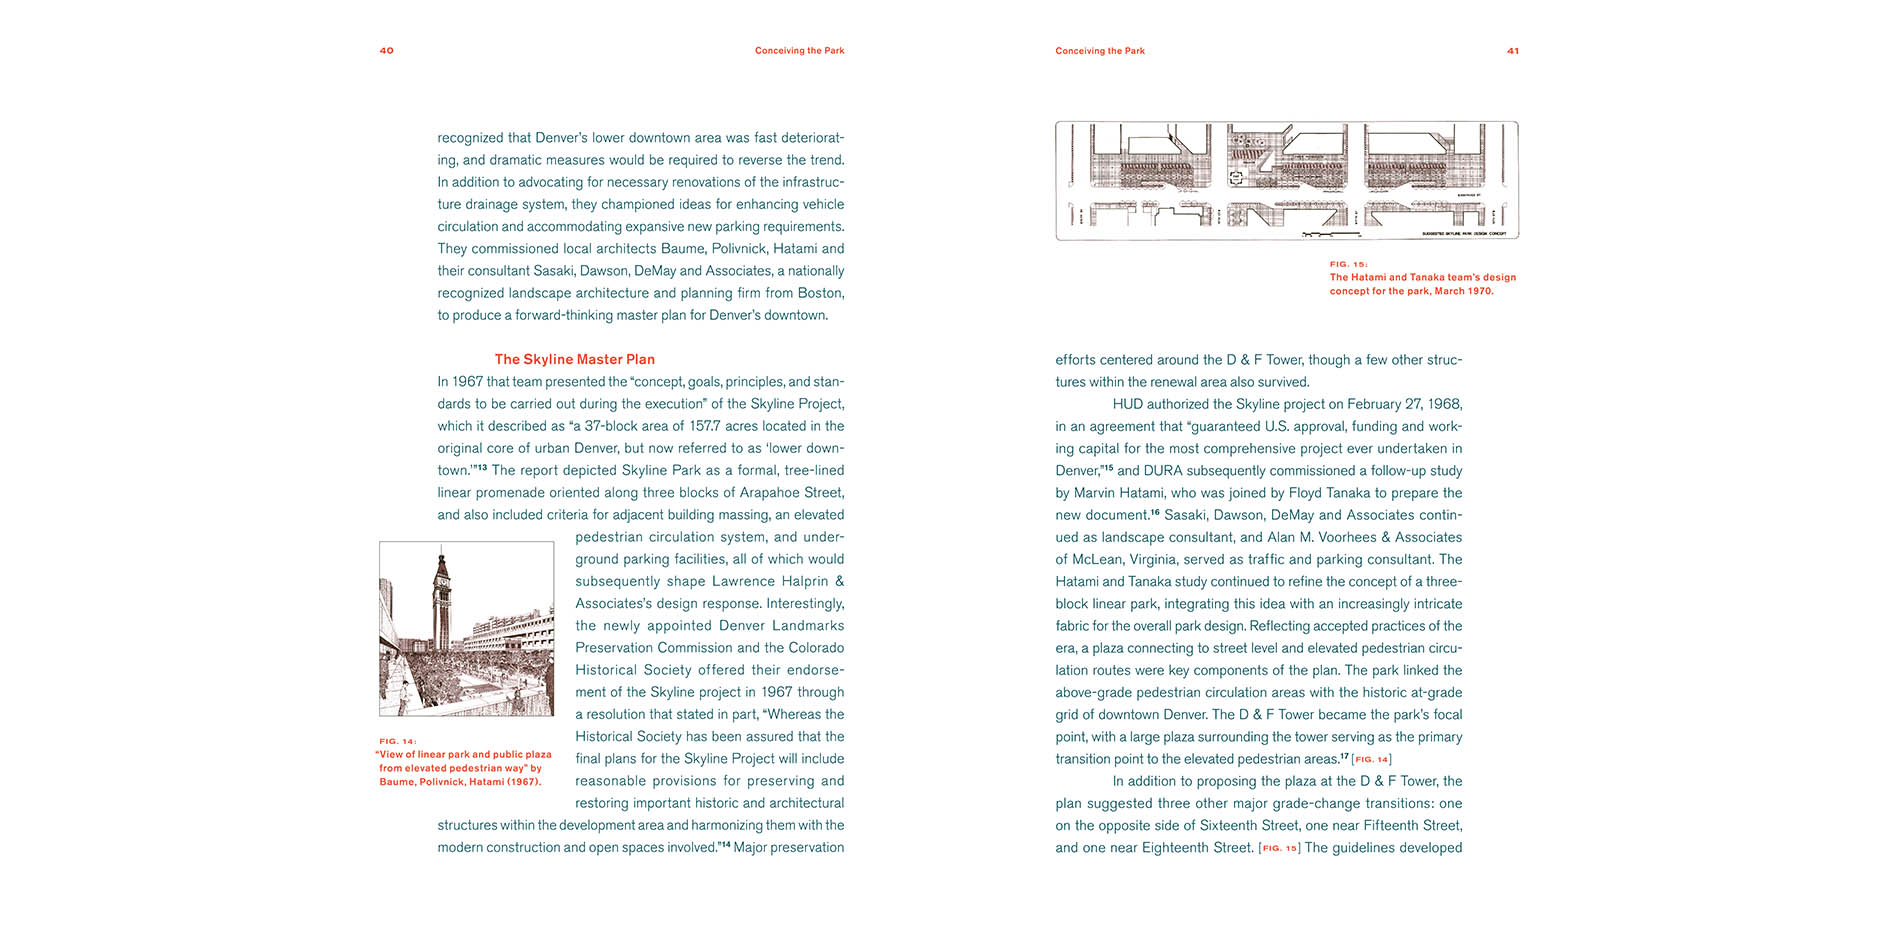 40
Conceiving the Park
recognized that Denver’s lower downtown area was fast deteriorat-
ing, and dramatic measures would be required to reverse the trend.
In addition to advocating for necessary renovations of the infrastruc-
ture drainage system, they championed ideas for enhancing vehicle
circulation and accommodating expansive new parking requirements.
They commissioned local architects Baume, Polivnick, Hatami and
their consultant Sasaki, Dawson, DeMay and Associates, a nationally
recognized landscape architecture and planning firm from Boston,
to produce a forward-thinking master plan for Denver’s downtown.
The Skyline Master Plan
In 1967 that team presented the “concept, goals, principles, and stan-
dards to be carried out during the execution” of the Skyline Project,
which it described as “a 37-block area of 157.7 acres located in the
original core of urban Denver, but now referred to as ‘lower down-
town.’”13 The report depicted Skyline Park as a formal, tree-lined
linear promenade oriented along three blocks of Arapahoe Street,
and also included criteria for adjacent building massing, an elevated
pedestrian circulation system, and under-
ground parking facilities, all of which would
subsequently shape Lawrence Halprin &
Associates’s design response. Interestingly,
the newly appointed Denver Landmarks
Preservation Commission and the Colorado
Historical Society offered their endorse-
ment of the Skyline project in 1967 through
a resolution that stated in part, “Whereas the
Historical Society has been assured that the
final plans for the Skyline Project will include
reasonable provisions for preserving and
restoring important historic and architectural
structures within the development area and harmonizing them with the
modern construction and open spaces involved.”14 Major preservation
FIG. 14:
“View of linear park and public plaza
from elevated pedestrian way” by
Baume, Polivnick, Hatami (1967).
Conceiving the Park
41
SUGGESTED SKYLINE PARK DESIGN CONCEPT
FIG. 15:
The Hatami and Tanaka team’s design
concept for the park, March 1970.
efforts centered around the D & F Tower, though a few other struc-
tures within the renewal area also survived.
HUD authorized the Skyline project on February 27, 1968,
in an agreement that “guaranteed U.S. approval, funding and work-
ing capital for the most comprehensive project ever undertaken in
Denver,”15 and DURA subsequently commissioned a follow-up study
by Marvin Hatami, who was joined by Floyd Tanaka to prepare the
new document.16 Sasaki, Dawson, DeMay and Associates contin-
ued as landscape consultant, and Alan M. Voorhees & Associates
of McLean, Virginia, served as traffic and parking consultant. The
Hatami and Tanaka study continued to refine the concept of a three-
block linear park, integrating this idea with an increasingly intricate
fabric for the overall park design. Reflecting accepted practices of the
era, a plaza connecting to street level and elevated pedestrian circu-
lation routes were key components of the plan. The park linked the
above-grade pedestrian circulation areas with the historic at-grade
grid of downtown Denver. The D & F Tower became the park’s focal
point, with a large plaza surrounding the tower serving as the primary
transition point to the elevated pedestrian areas.17 [FIG. 14]
In addition to proposing the plaza at the D & F Tower, the
plan suggested three other major grade-change transitions: one
on the opposite side of Sixteenth Street, one near Fifteenth Street,
and one near Eighteenth Street. [FIG. 15] The guidelines developed